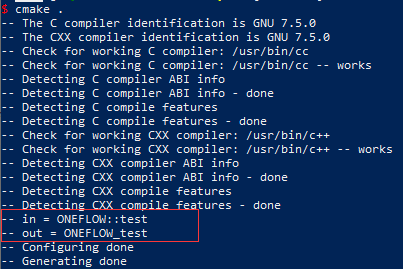 $ cmake .
-- The C compiler identification is GNU 7.5.0
-- The CXX compiler identification is GNU 7.5.0
-- Check for working C compiler: /usr/bin/cc
-- Check for working C compiler: /usr/bin/cc -- works
-- Detecting C compiler ABI info
-- Detecting C compiler ABI info - done
-- Detecting C compile features
-- Detecting C compile features - done
-- Check for working CXX compiler: /usr/bin/c++
-- Check for working CXX compiler: /usr/bin/c++ -- works
-- Detecting CXX compiler ABI info
-- Detecting CXX compiler ABI info - done
-- Detecting CXX compile features
-- Detecting CXX compile features - done
-- in = ONEFLOW::test
-- out = ONEFLOW_test
-- Configuring done
-- Generating done